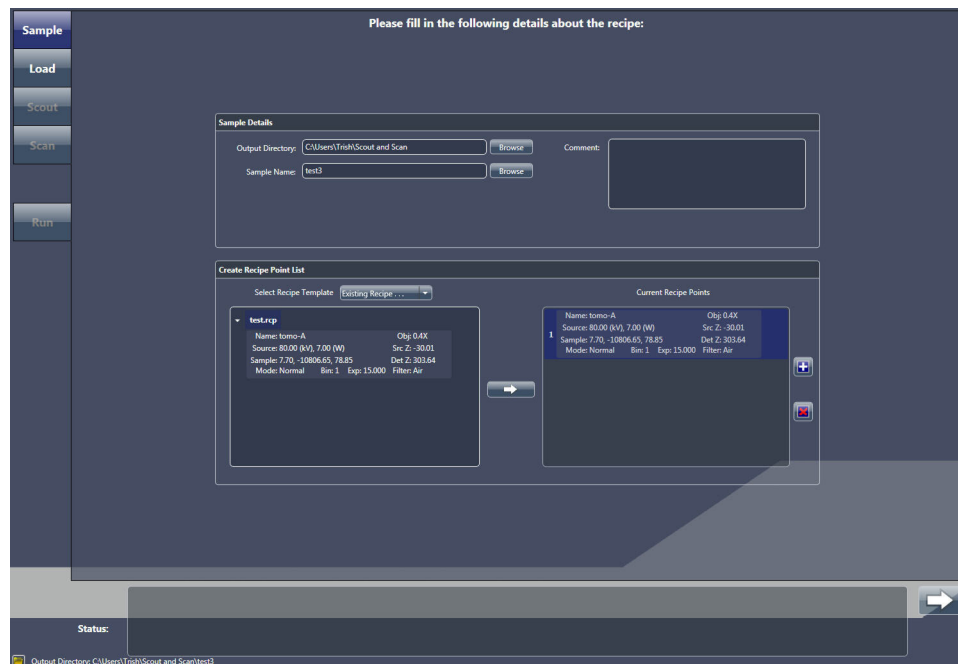 Please fill in the following details about the recipe:
Sample
Load
Scout
Scan
Run
Sample Details
Output Directory: C:\Users\Trish\Scout and Scan Browse Comment:
Sample Name: test3 Browse
Create Recipe Point List
Select Recipe Template Existing Recipe . . .
test.rcp
Name: tomo-A Obj: 0.4X
Source: 80.00 (kV), 7.00 (W) Src Z: -30.01
Sample: 7.70, -10806.65, 78.85 Det Z: 303.64
Mode: Normal Bin: 1 Exp: 15.000 Filter: Air
Current Recipe Points
1
Name: tomo-A Obj: 0.4X
Source: 80.00 (kV), 7.00 (W) Src Z: -30.01
Sample: 7.70, -10806.65, 78.85 Det Z: 303.64
Mode: Normal Bin: 1 Exp: 15.000 Filter: Air
Status:
Output Directory: C:\Users\Trish\Scout and Scan\test3